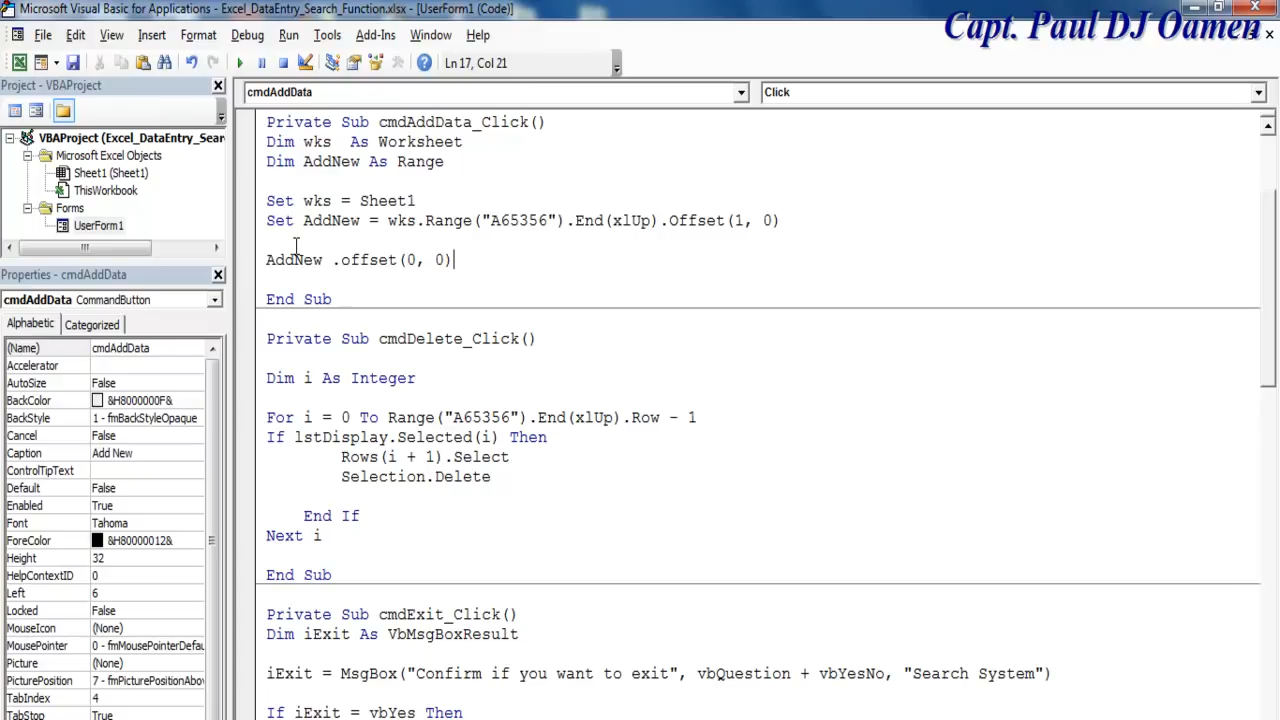 Microsoft Visual Basic for Applications - Excel_DataEntry_Search_Function.xlsx - [UserForm1 (Code)]
Capt. Paul DJ Oamen
File Edit View Insert Format Debug Run Tools Add-Ins Window Help
Ln 17, Col 21
Project - VBAProject
cmdAddData
Click
VBAProject (Excel_DataEntry_Sear
Microsoft Excel Objects
Sheet1 (Sheet1)
ThisWorkbook
Forms
UserForm1
Properties - cmdAddData
cmdAddData CommandButton
Alphabetic Categorized
(Name) cmdAddData
Accelerator
AutoSize False
BackColor &H8000000F&
BackStyle 1 - fmBackStyleOpaque
Cancel False
Caption Add New
ControlTipText
Default False
Enabled True
Font Tahoma
ForeColor &H80000012&
Height 32
HelpContextID 0
Left 6
Locked False
MouseIcon (None)
MousePointer 0 - fmMousePointerDefau
Picture (None)
PicturePosition 7 - fmPicturePositionAbov
TabIndex 4
TabStop True
Private Sub cmdAddData_Click()
Dim wks  As Worksheet
Dim AddNew As Range
Set wks = Sheet1
Set AddNew = wks.Range("A65356").End(xlUp).Offset(1, 0)
AddNew .offset(0, 0)
End Sub
Private Sub cmdDelete_Click()
Dim i As Integer
For i = 0 To Range("A65356").End(xlUp).Row - 1
If lstDisplay.Selected(i) Then
Rows(i + 1).Select
Selection.Delete
End If
Next i
End Sub
Private Sub cmdExit_Click()
Dim iExit As VbMsgBoxResult
iExit = MsgBox("Confirm if you want to exit", vbQuestion + vbYesNo, "Search System")
If iExit = vbYes Then